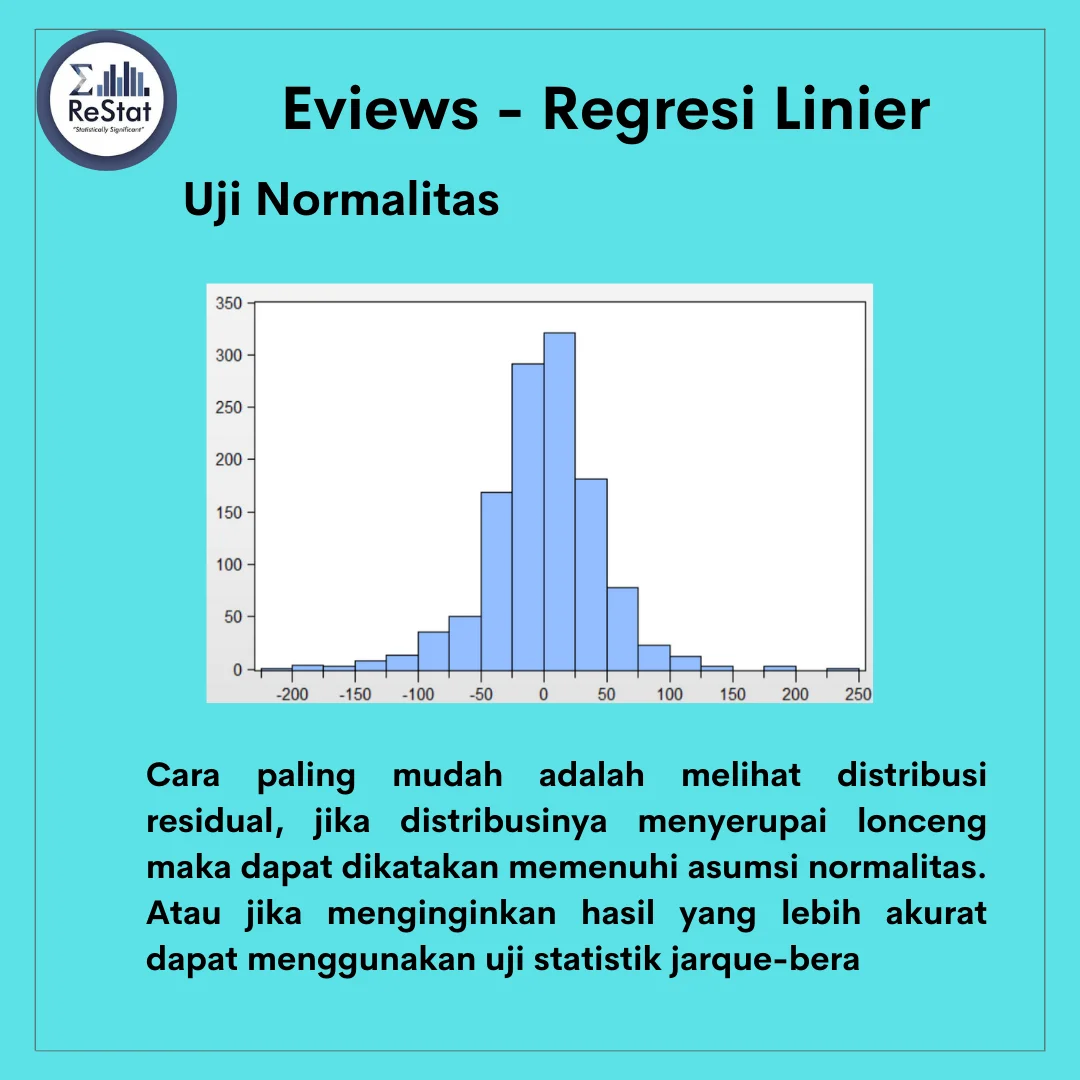 Σ
ReStat
"Statistically Significant"
Eviews - Regresi Linier
Uji Normalitas
350
300
250
200
150
100
50
0
-200 -150 -100 -50 0 50 100 150 200 250
Cara paling mudah adalah melihat distribusi
residual, jika distribusinya menyerupai lonceng
maka dapat dikatakan memenuhi asumsi normalitas.
Atau jika menginginkan hasil yang lebih akurat
dapat menggunakan uji statistik jarque-bera